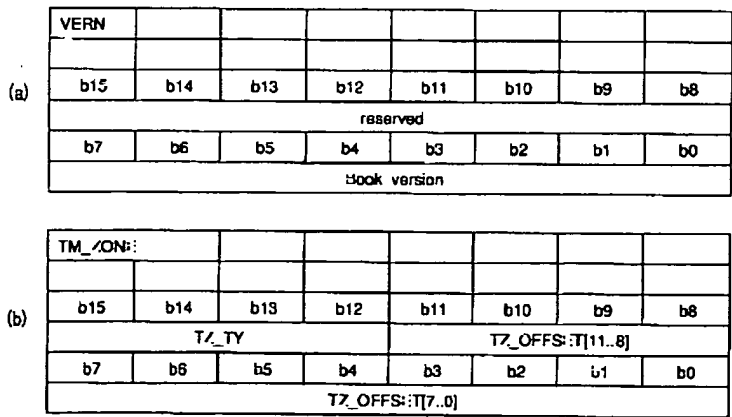 (a)
VERN
b15 b14 b13 b12 b11 b10 b9 b8
reserved
b7 b6 b5 b4 b3 b2 b1 b0
Book version
(b)
TM_ZONE
b15 b14 b13 b12 b11 b10 b9 b8
TZ_TY TZ_OFFSET[11..8]
b7 b6 b5 b4 b3 b2 b1 b0
TZ_OFFSET[7..0]